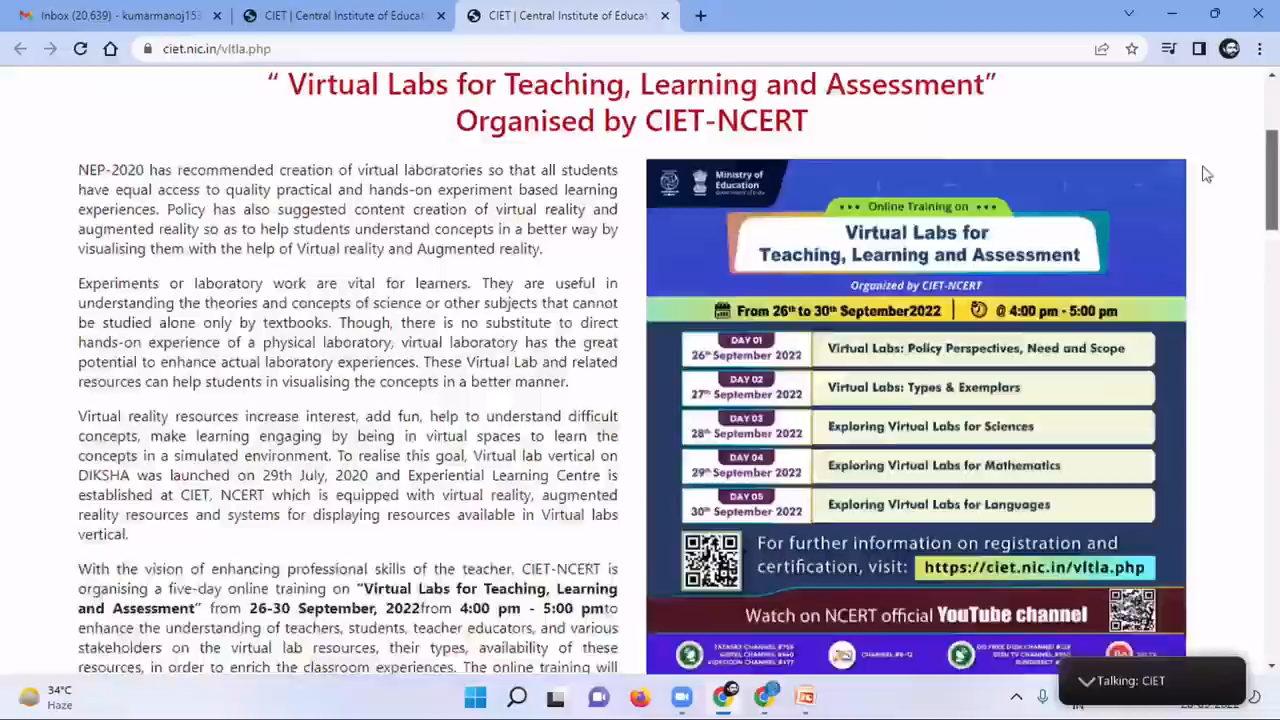 Inbox (20,639) - kumarmanoj153
CIET | Central Institute of Educat
CIET | Central Institute of Educat
ciet.nic.in/vltla.php
“ Virtual Labs for Teaching, Learning and Assessment”
Organised by CIET-NCERT
NEP-2020 has recommended creation of virtual laboratories so that all students
have equal access to quality practical and hands-on experiment based learning
experiences. Policy has also suggested content creation of virtual reality and
augmented reality so as to help students understand concepts in a better way by
visualising them with the help of Virtual reality and Augmented reality.
Experiments or laboratory work are vital for learners. They are useful in
understanding the theories and concepts of science or other subjects that cannot
be studied alone only by textbooks. Though, there is no substitute to direct
hands-on experience of a physical laboratory, virtual laboratory has the great
potential to enhance actual laboratory experiences. These Virtual Lab and related
resources can help students in visualising the concepts in a better manner.
Virtual reality resources increase interest, add fun, help to understand difficult
concepts, make learning engaging by being in virtual spaces to learn the
concepts in a simulated environment. To realise this goal, Virtual lab vertical on
DIKSHA was launched on 29th July, 2020 and Experiential Learning Centre is
established at CIET, NCERT which is equipped with virtual reality, augmented
reality resources and systems for displaying resources available in Virtual labs
vertical.
With the vision of enhancing professional skills of the teacher, CIET-NCERT is
organising a five-day online training on “Virtual Labs for Teaching, Learning
and Assessment” from 26-30 September, 2022from 4:00 pm - 5:00 pmto
enhance the understanding of teachers, students, teacher educators, and various
stakeholders on the virtual lab resources, their types, availability of these
resources, in order to enrich their learning experiences. The online training will
Ministry of
Education
Online Training on
Virtual Labs for
Teaching, Learning and Assessment
Organized by CIET-NCERT
From 26th to 30th September2022 @ 4:00 pm - 5:00 pm
DAY 01
26th September 2022 Virtual Labs: Policy Perspectives, Need and Scope
DAY 02
27th September 2022 Virtual Labs: Types & Exemplars
DAY 03
28th September 2022 Exploring Virtual Labs for Sciences
DAY 04
29th September 2022 Exploring Virtual Labs for Mathematics
DAY 05
30th September 2022 Exploring Virtual Labs for Languages
For further information on registration and
certification, visit: https://ciet.nic.in/vltla.php
Watch on NCERT official YouTube channel
CHANNEL #6-12
Talking: CIET
34°C
Haze
IN